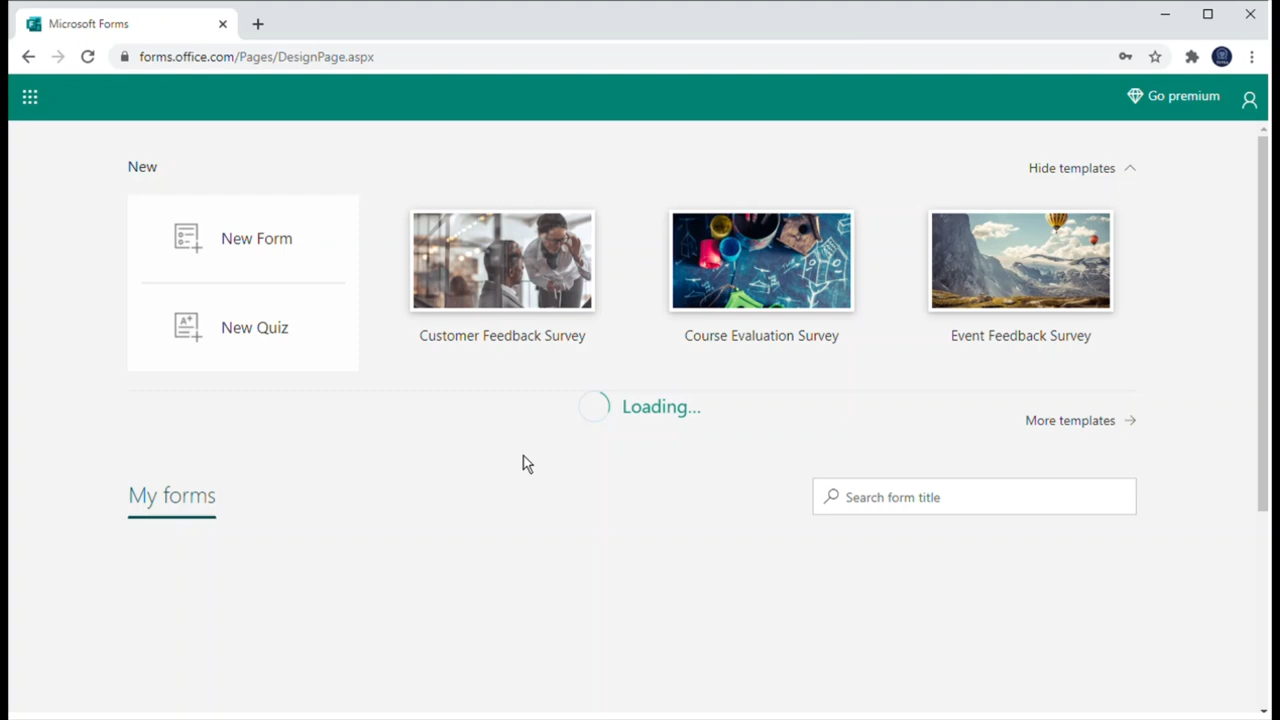 Microsoft Forms
forms.office.com/Pages/DesignPage.aspx
Go premium
New
Hide templates
New Form
New Quiz
Customer Feedback Survey
Course Evaluation Survey
Event Feedback Survey
Loading...
More templates
My forms
Search form title